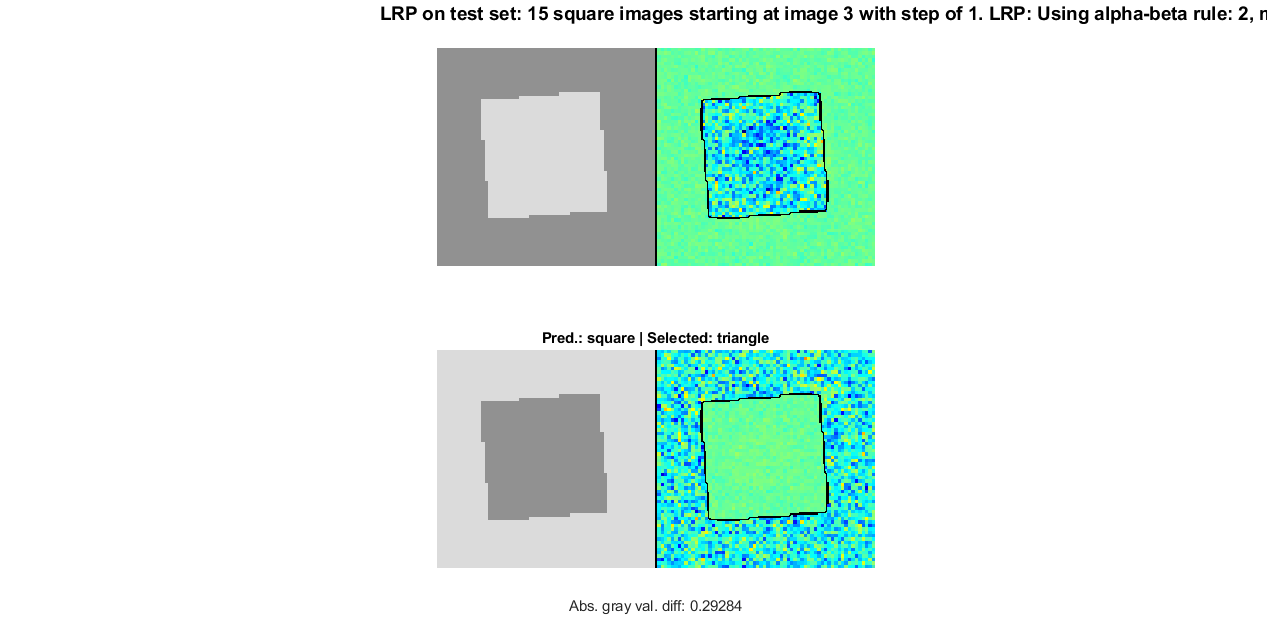 LRP on test set: 15 square images starting at image 3 with step of 1. LRP: Using alpha-beta rule: 2,
Pred.: square | Selected: triangle
Abs. gray val. diff: 0.29284